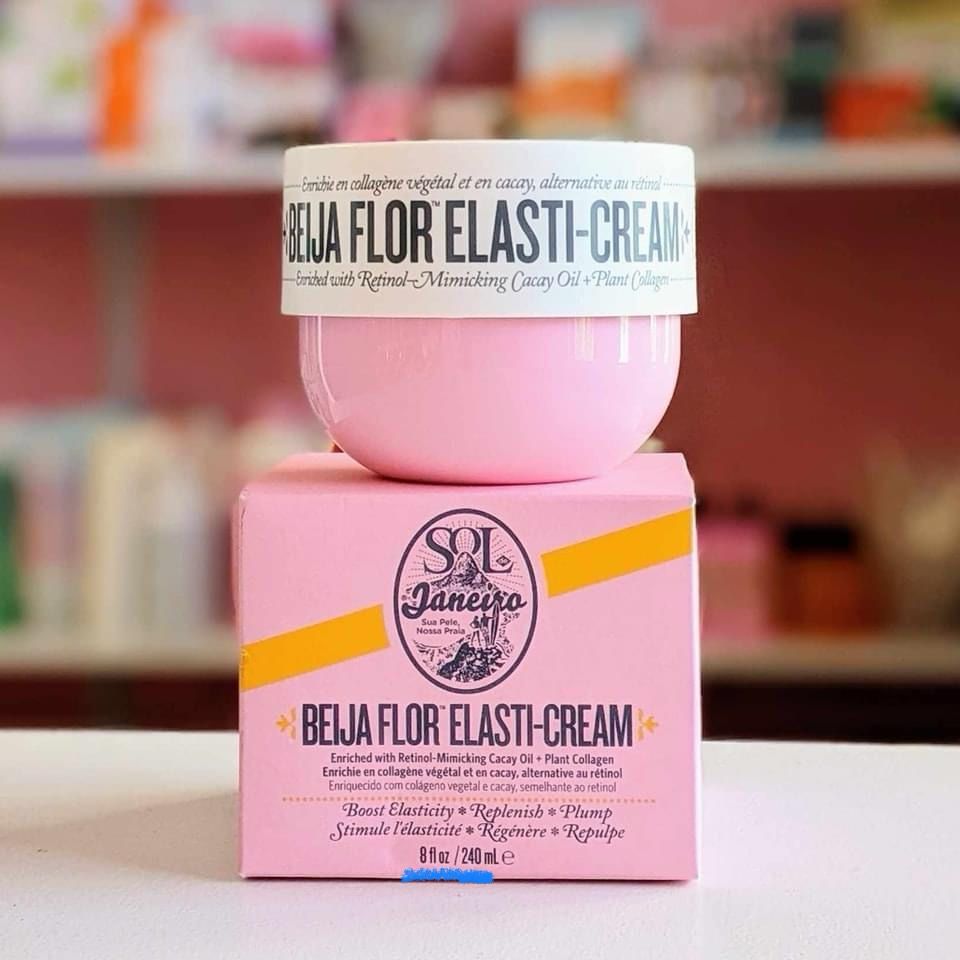 Enrichie en collagène végétal et en cacay, alternative au rétinol
BEIJA FLOR™ ELASTI-CREAM
Enriched with Retinol-Mimicking Cacay Oil + Plant Collagen
SOL
de
Janeiro
Sua Pele,
Nossa Praia
BEIJA FLOR™ ELASTI-CREAM
Enriched with Retinol-Mimicking Cacay Oil + Plant Collagen
Enrichie en collagène végétal et en cacay, alternative au rétinol
Enriquecido com colágeno vegetal e cacay, semelhante ao retinol
Boost Elasticity * Replenish * Plump
Stimule l'élasticité * Régénère * Repulpe
8 fl oz / 240 mL ℮